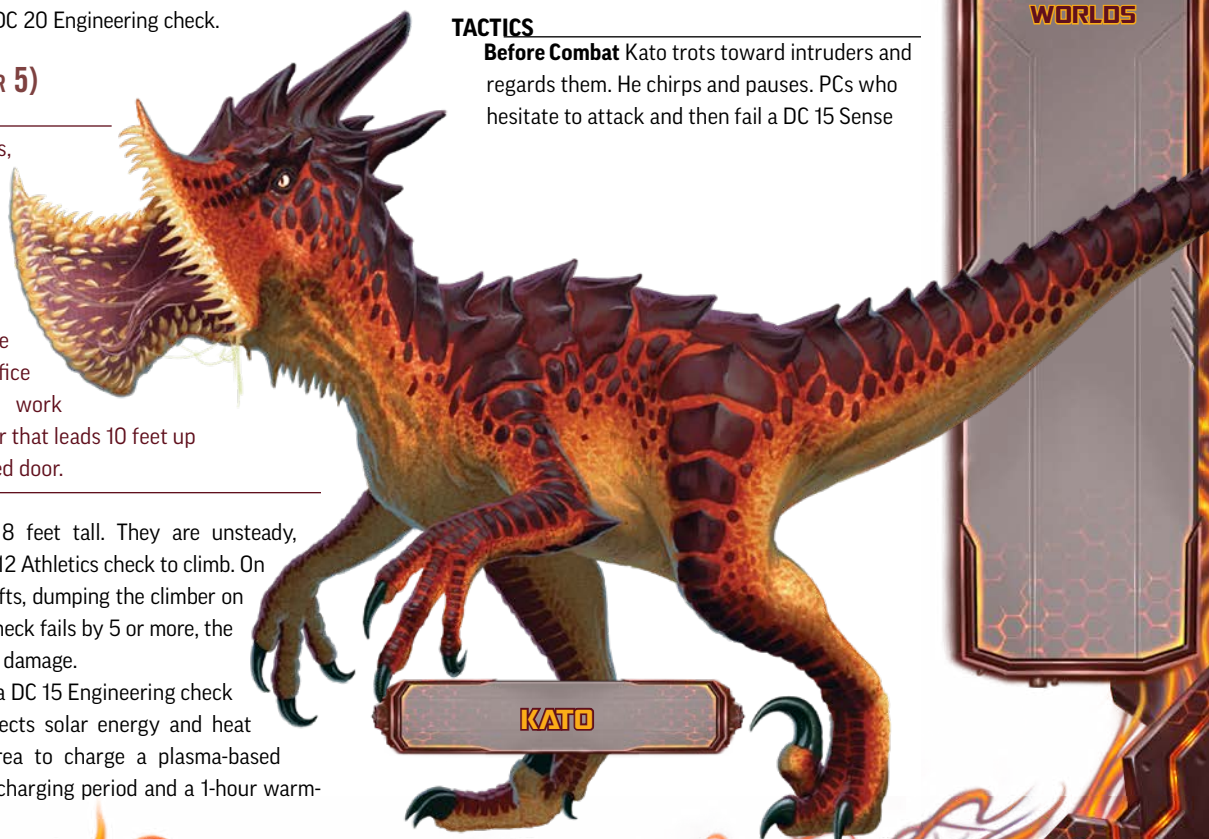 DC 20 Engineering check.
5)
s,
e
fice
work
r that leads 10 feet up
ed door.
8 feet tall. They are unsteady,
12 Athletics check to climb. On
fts, dumping the climber on
heck fails by 5 or more, the
damage.
a DC 15 Engineering check
ects solar energy and heat
rea to charge a plasma-based
charging period and a 1-hour warm-
TACTICS
Before Combat Kato trots toward intruders and
regards them. He chirps and pauses. PCs who
hesitate to attack and then fail a DC 15 Sense
KATO
WORLDS